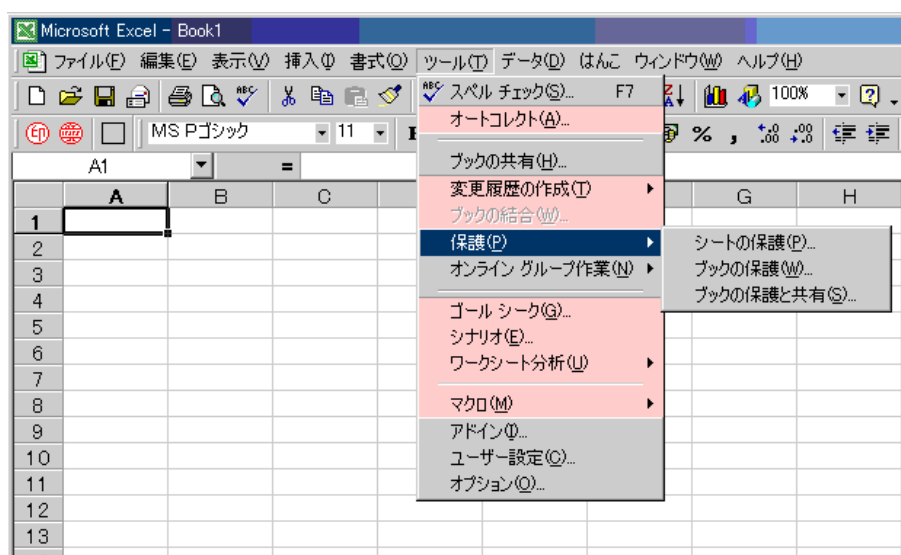 Microsoft Excel - Book1
ファイル(F) 編集(E) 表示(V) 挿入(I) 書式(O) ツール(T) データ(D) はんこ ウィンドウ(W) ヘルプ(H)
ABC スペル チェック(S)... F7 100%
オートコレクト(A)...
印 MS Pゴシック 11 % , .0 .00 .00 .0
ブックの共有(H)...
A1 =
変更履歴の作成(T)
A B C G H
ブックの結合(W)...
1
保護(P) シートの保護(P)...
2
オンライン グループ作業(N) ブックの保護(W)...
3
ブックの保護と共有(S)...
4
ゴール シーク(G)...
5
シナリオ(E)...
6
ワークシート分析(U)
7
マクロ(M)
8
アドイン(I)...
9
ユーザー設定(C)...
10
オプション(O)...
11
12
13